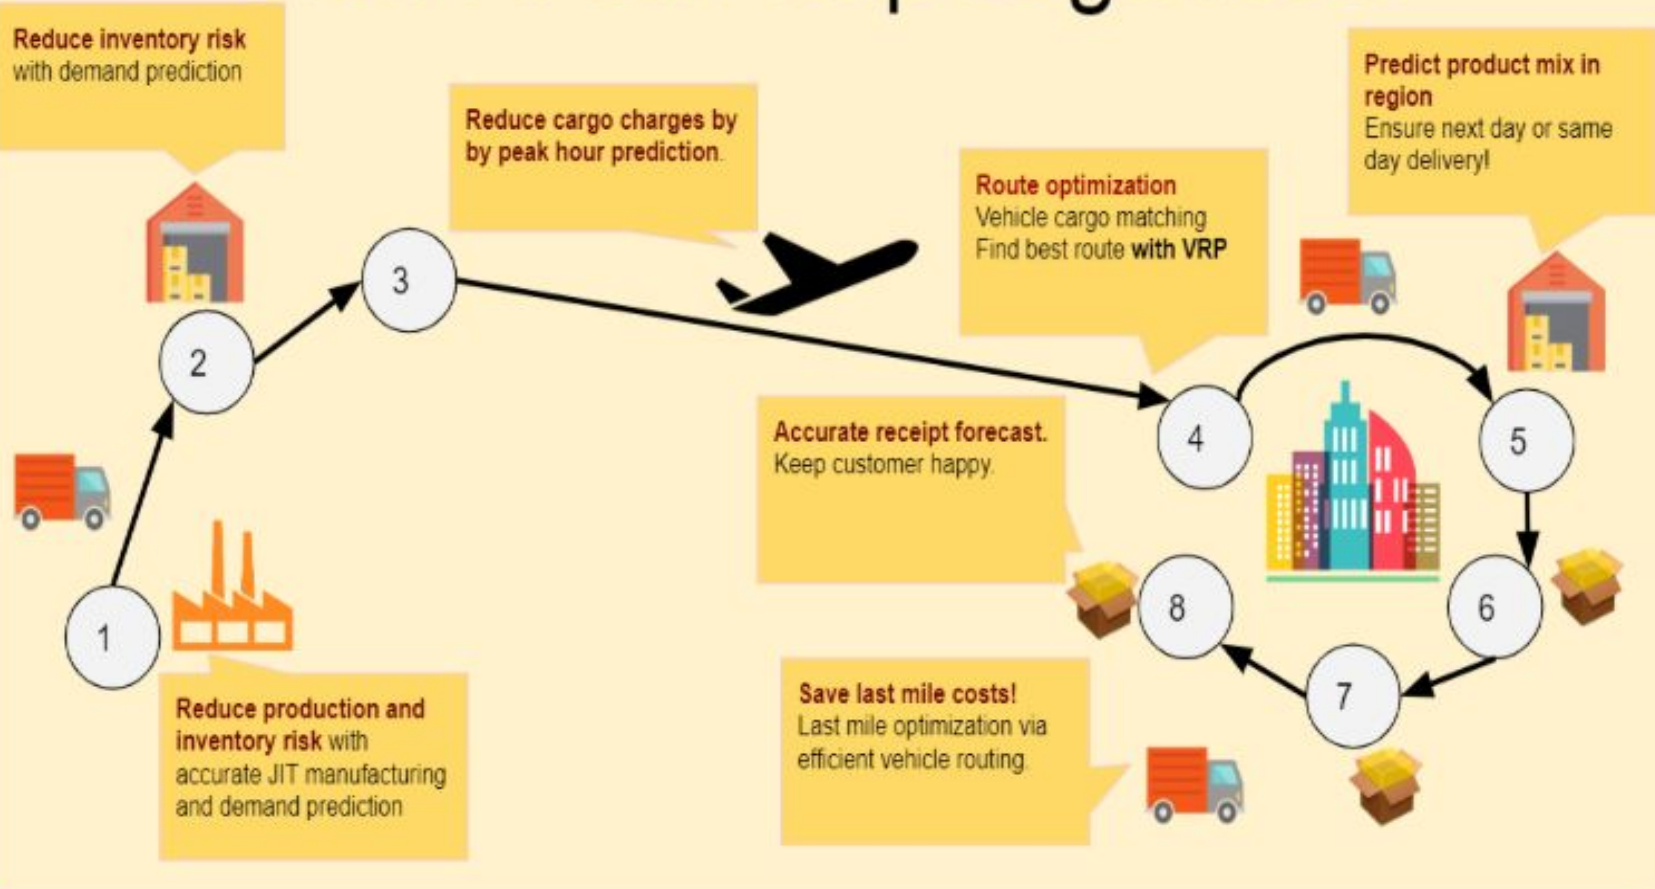 Reduce inventory risk
with demand prediction
Reduce cargo charges by
by peak hour prediction.
Route optimization
Vehicle cargo matching
Find best route with VRP
Predict product mix in
region
Ensure next day or same
day delivery!
3
2
4
5
Accurate receipt forecast.
Keep customer happy.
1
8
6
7
Reduce production and
inventory risk with
accurate JIT manufacturing
and demand prediction
Save last mile costs!
Last mile optimization via
efficient vehicle routing.